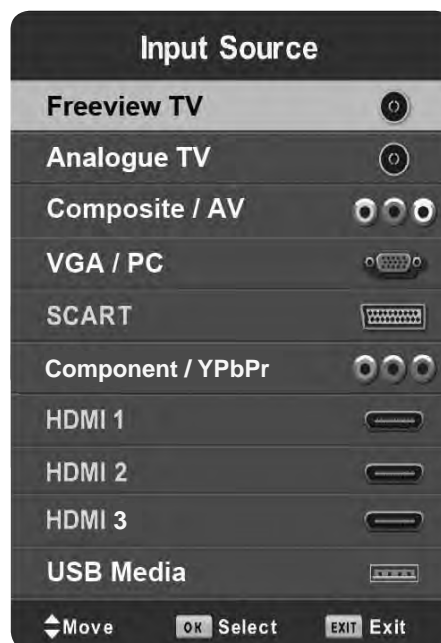 Input Source
Freeview TV
Analogue TV
Composite / AV
VGA / PC
SCART
Component / YPbPr
HDMI 1
HDMI 2
HDMI 3
USB Media
Move OK Select EXIT Exit